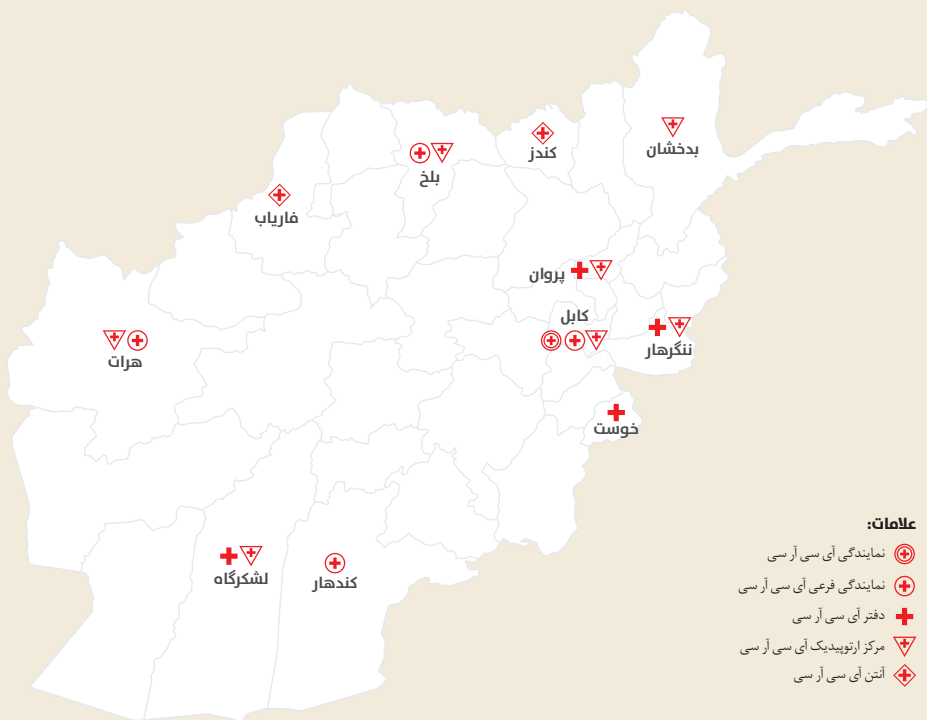 بدخشان
کندز
بلخ
فاریاب
پروان
کابل
ننگرهار
هرات
خوست
لشکرگاه
کندهار
علامات:
نمایندگی آی سی آر سی
نمایندگی فرعی آی سی آر سی
دفتر آی سی آر سی
مرکز ارتوپیدیک آی سی آر سی
آنتن آی سی آر سی